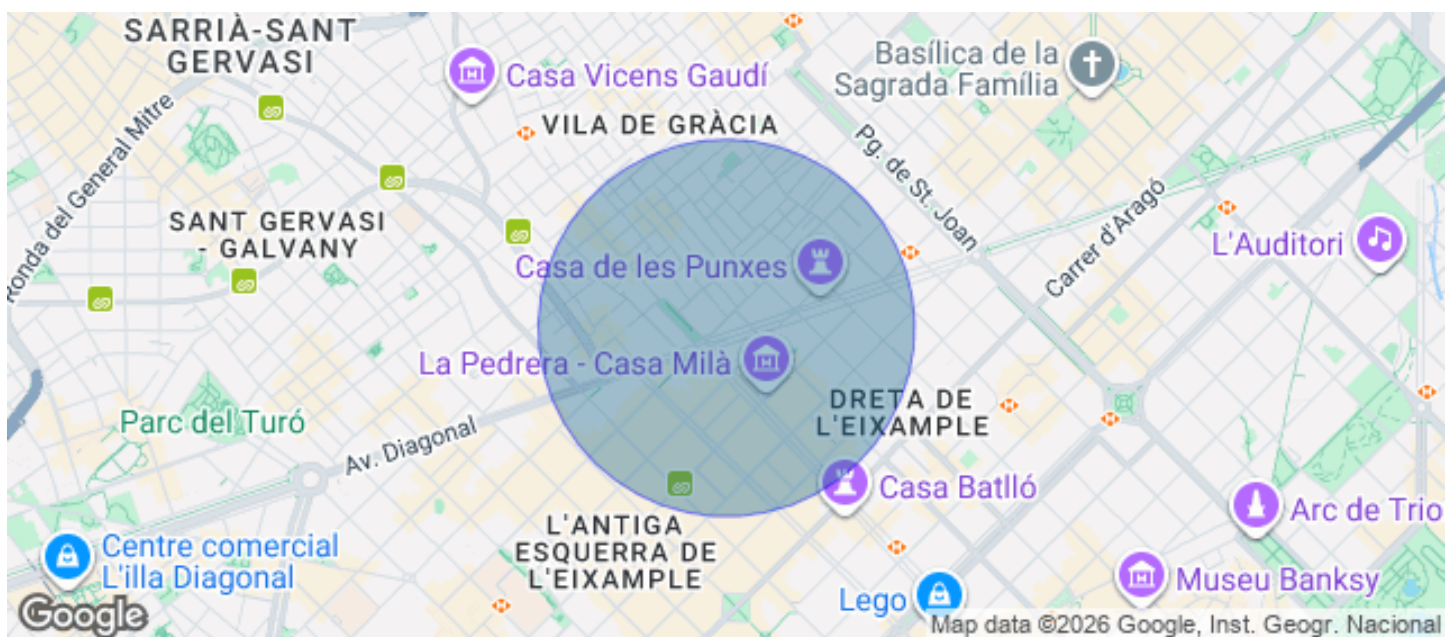 SARRIÀ-SANT
GERVASI
Casa Vicens Gaudí
Basílica de la
Sagrada Família
VILA DE GRÀCIA
Ronda del General Mitre
Pg. de St. Joan
SANT GERVASI
- GALVANY
Carrer d'Aragó
L'Auditori
Casa de les Punxes
La Pedrera - Casa Milà
DRETA DE
L'EIXAMPLE
Parc del Turó
Av. Diagonal
Casa Batlló
Arc de Trio
L'ANTIGA
ESQUERRA DE
L'EIXAMPLE
Centre comercial
L'illa Diagonal
Museu Banksy
Lego
Google
Map data ©2026 Google, Inst. Geogr. Nacional